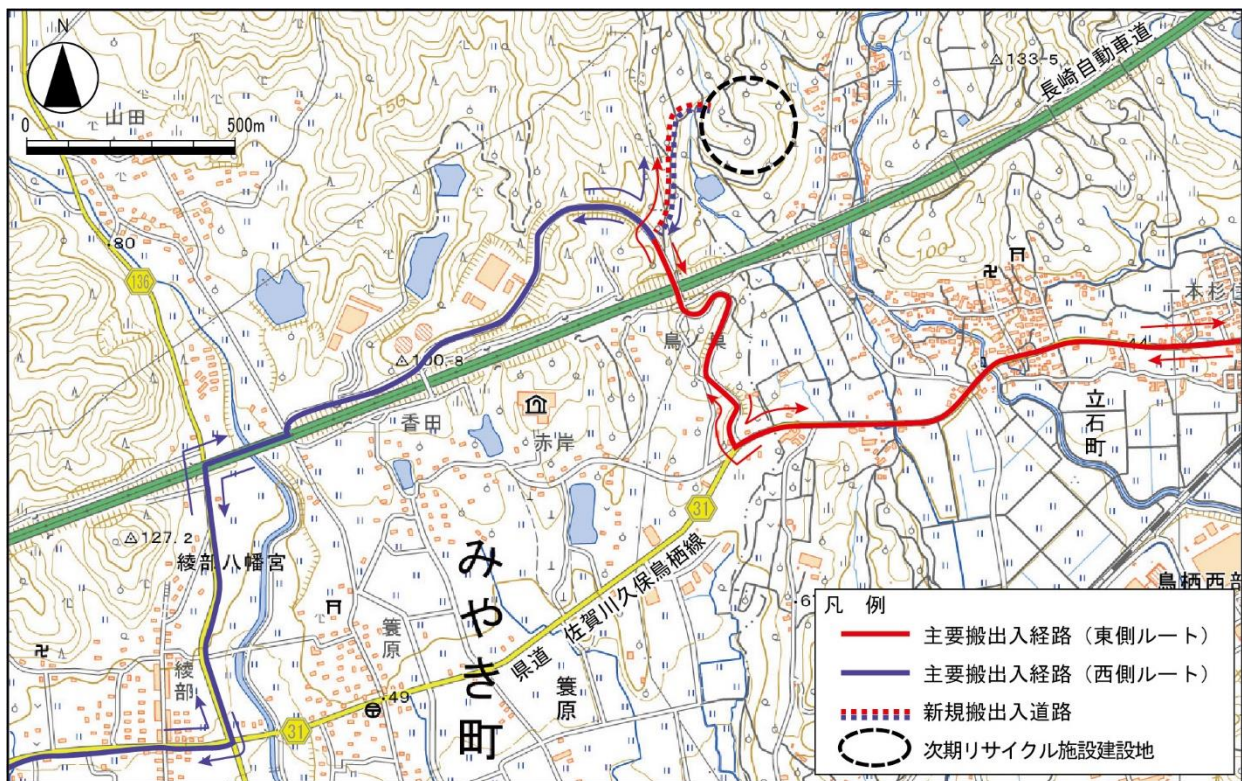 N
0
500m
山田
150
△133-5
長崎自動車道
.80
136
100
卍
一本杉
鳥ノ巣
44
△100-8
香田
赤岸
立石町
31
△127.2
綾部八幡宮
みやき町
県道 佐賀川久保鳥栖線
簑原
卍
綾部
.49
31
簑原
鳥栖西部
凡 例
主要搬出入経路（東側ルート）
主要搬出入経路（西側ルート）
新規搬出入道路
次期リサイクル施設建設地